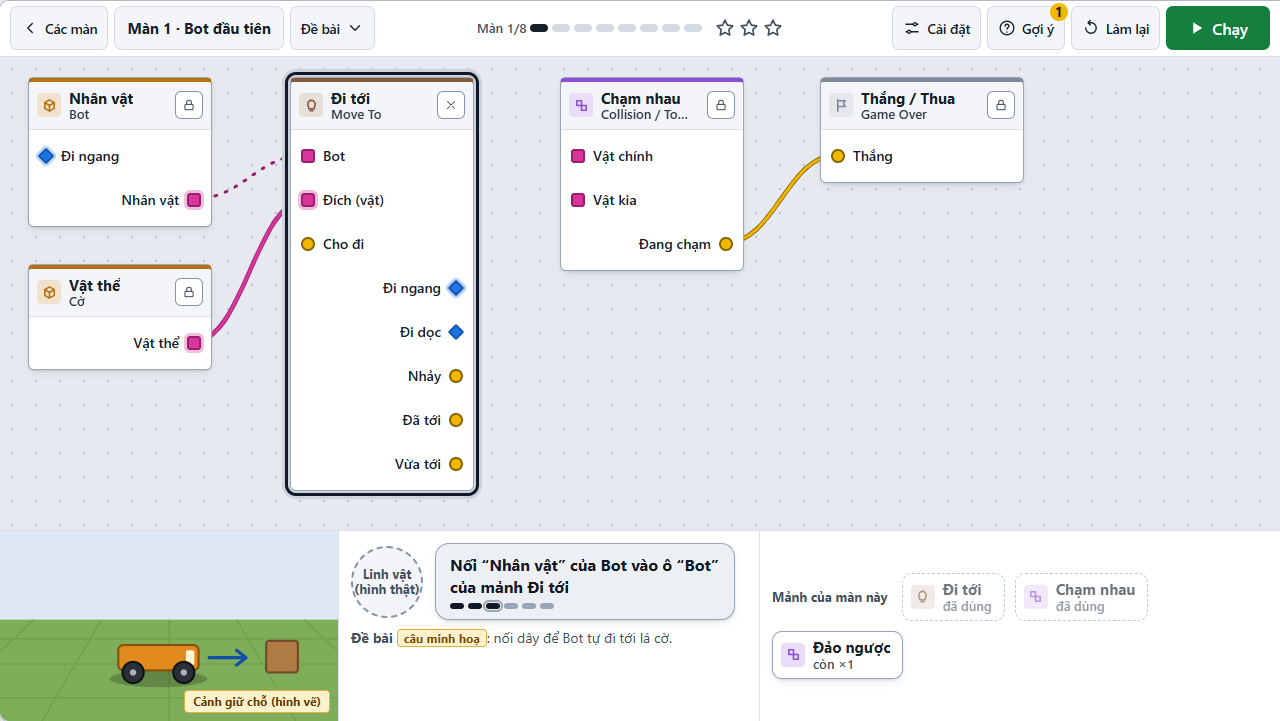 Các màn
Màn 1 · Bot đầu tiên
Đề bài
Màn 1/8
Cài đặt
Gợi ý
1
Làm lại
Chạy
Nhân vật
Bot
Đi ngang
Nhân vật
Vật thể
Cờ
Vật thể
Đi tới
Move To
Bot
Đích (vật)
Cho đi
Đi ngang
Đi dọc
Nhảy
Đã tới
Vừa tới
Chạm nhau
Collision / To...
Vật chính
Vật kia
Đang chạm
Thắng / Thua
Game Over
Thắng
Cảnh giữ chỗ (hình vẽ)
Linh vật
(hình thật)
Nối “Nhân vật” của Bot vào ô “Bot”
của mảnh Đi tới
Đề bài câu minh hoạ : nối dây để Bot tự đi tới lá cờ.
Mảnh của màn này
Đi tới
đã dùng
Chạm nhau
đã dùng
Đảo ngược
còn ×1